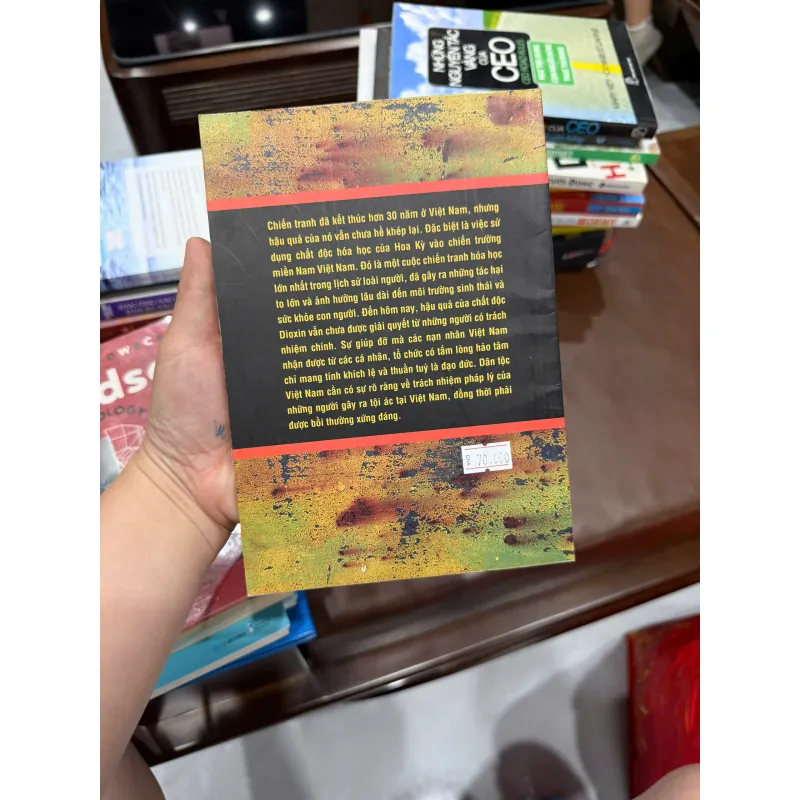 NHỮNG
NGUYÊN TẮC
VÀNG
CỦA
CEO
CEO
Chiến tranh đã kết thúc hơn 30 năm ở Việt Nam, nhưng
hậu quả của nó vẫn chưa hề khép lại. Đặc biệt là việc sử
dụng chất độc hóa học của Hoa Kỳ vào chiến trường
miền Nam Việt Nam. Đó là một cuộc chiến tranh hóa học
lớn nhất trong lịch sử loài người, đã gây ra những tác hại
to lớn và ảnh hưởng lâu dài đến môi trường sinh thái và
sức khỏe con người. Đến hôm nay, hậu quả của chất độc
Dioxin vẫn chưa được giải quyết từ những người có trách
nhiệm chính. Sự giúp đỡ mà các nạn nhân Việt Nam
nhận được từ các cá nhân, tổ chức có tấm lòng hảo tâm
chỉ mang tính khích lệ và thuần tuý là đạo đức. Dân tộc
Việt Nam cần có sự rõ ràng về trách nhiệm pháp lý của
những người gây ra tội ác tại Việt Nam, đồng thời phải
được bồi thường xứng đáng.
70.000